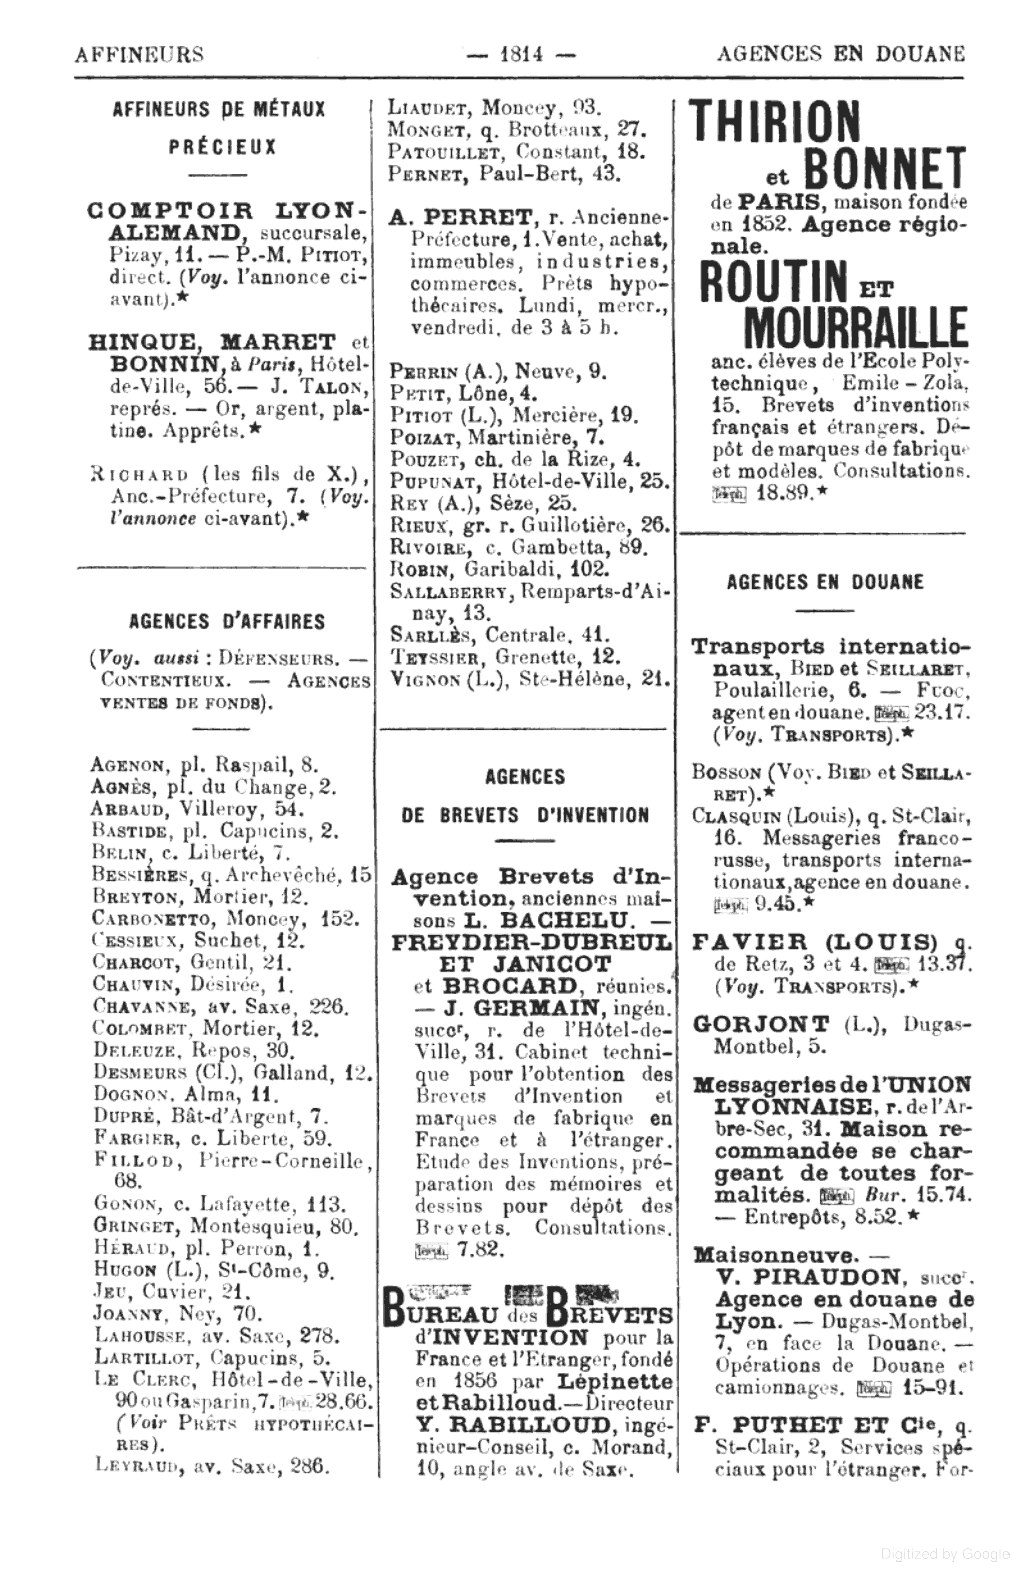 AFFINEURS — 1814 — AGENCES EN DOUANE
AFFINEURS DE MÉTAUX
PRÉCIEUX
COMPTOIR LYON-
ALEMAND, succursale,
Pizay, 11. — P.-M. PITIOT,
direct. (Voy. l'annonce ci-
avant).★
HINQUE, MARRET et
BONNIN, à Paris, Hôtel-
de-Ville, 56. — J. TALON,
représ. — Or, argent, pla-
tine. Apprêts.★
RICHARD (les fils de X.),
Anc.-Préfecture, 7. (Voy.
l'annonce ci-avant).★
AGENCES D'AFFAIRES
(Voy. aussi : DÉFENSEURS. —
CONTENTIEUX. — AGENCES
VENTES DE FONDS).
AGENON, pl. Raspail, 8.
AGNÈS, pl. du Change, 2.
ARBAUD, Villeroy, 54.
BASTIDE, pl. Capucins, 2.
BELIN, c. Liberté, 7.
BESSIÈRES, q. Archevêché, 15
BREYTON, Mortier, 12.
CARBONETTO, Moncey, 152.
CESSIEUX, Suchet, 12.
CHARCOT, Gentil, 21.
CHAUVIN, Désirée, 1.
CHAVANNE, av. Saxe, 226.
COLOMBET, Mortier, 12.
DELEUZE, Repos, 30.
DESMEURS (Cl.), Galland, 12.
DOGNON, Alma, 11.
DUPRÉ, Bât-d'Argent, 7.
FARGIER, c. Liberte, 59.
FILLOD, Pierre-Corneille,
68.
GONON, c. Lafayette, 113.
GRINGET, Montesquieu, 80.
HÉRAUD, pl. Perron, 1.
HUGON (L.), St-Côme, 9.
JEU, Cuvier, 21.
JOANNY, Ney, 70.
LAHOUSSE, av. Saxe, 278.
LARTILLOT, Capucins, 5.
LE CLERC, Hôtel-de-Ville,
90 ou Gasparin, 7. Téléph. 28.66.
(Voir PRÊTS HYPOTHÉCAI-
RES).
LEYRAUD, av. Saxe, 286.
LIAUDET, Moncey, 93.
MONGET, q. Brotteaux, 27.
PATOUILLET, Constant, 18.
PERNET, Paul-Bert, 43.
A. PERRET, r. Ancienne-
Préfecture, 1. Vente, achat,
immeubles, industries,
commerces. Prêts hypo-
thécaires. Lundi, mercr.,
vendredi, de 3 à 5 h.
PERRIN (A.), Neuve, 9.
PETIT, Lône, 4.
PITIOT (L.), Mercière, 19.
POIZAT, Martinière, 7.
POUZET, ch. de la Rize, 4.
PUPUNAT, Hôtel-de-Ville, 25.
REY (A.), Sèze, 25.
RIEUX, gr. r. Guillotière, 26.
RIVOIRE, c. Gambetta, 89.
ROBIN, Garibaldi, 102.
SALLABERRY, Remparts-d'Ai-
nay, 13.
SARLLÈS, Centrale, 41.
TEYSSIER, Grenette, 12.
VIGNON (L.), Ste-Hélène, 21.
AGENCES
DE BREVETS D'INVENTION
Agence Brevets d'In-
vention, anciennes mai-
sons L. BACHELU. —
FREYDIER-DUBREUL
ET JANICOT
et BROCARD, réunies.
— J. GERMAIN, ingén.
succr, r. de l'Hôtel-de-
Ville, 31. Cabinet techni-
que pour l'obtention des
Brevets d'Invention et
marques de fabrique en
France et à l'étranger.
Etude des Inventions, pré-
paration des mémoires et
dessins pour dépôt des
Brevets. Consultations.
Téléph. 7.82.
BUREAU des BREVETS
d'INVENTION pour la
France et l'Etranger, fondé
en 1856 par Lépinette
et Rabilloud. — Directeur
Y. RABILLOUD, ingé-
nieur-Conseil, c. Morand,
10, angle av. de Saxe.
THIRION
et BONNET
de PARIS, maison fondée
en 1852. Agence régio-
nale.
ROUTIN ET
MOURRAILLE
anc. élèves de l'Ecole Poly-
technique, Emile-Zola,
15. Brevets d'inventions
français et étrangers. Dé-
pôt de marques de fabrique
et modèles. Consultations.
Téléph. 18.89.★
AGENCES EN DOUANE
Transports internatio-
naux, BIED et SEILLARET,
Poulaillerie, 6. — FUOC,
agent en douane. Téléph. 23.17.
(Voy. TRANSPORTS).★
BOSSON (Voy. BIED et SEILLA-
RET).★
CLASQUIN (Louis), q. St-Clair,
16. Messageries franco-
russe, transports interna-
tionaux, agence en douane.
Téléph. 9.45.★
FAVIER (LOUIS) q.
de Retz, 3 et 4. Téléph. 13.37.
(Voy. TRANSPORTS).★
GORJONT (L.), Dugas-
Montbel, 5.
Messageries de l'UNION
LYONNAISE, r. de l'Ar-
bre-Sec, 31. Maison re-
commandée se char-
geant de toutes for-
malités. Téléph. Bur. 15.74.
— Entrepôts, 8.52.★
Maisonneuve. —
V. PIRAUDON, succr.
Agence en douane de
Lyon. — Dugas-Montbel,
7, en face la Douane. —
Opérations de Douane et
camionnages. Téléph. 15-91.
F. PUTHET ET Cie, q.
St-Clair, 2, Services spé-
ciaux pour l'étranger. For-
Digitized by Google